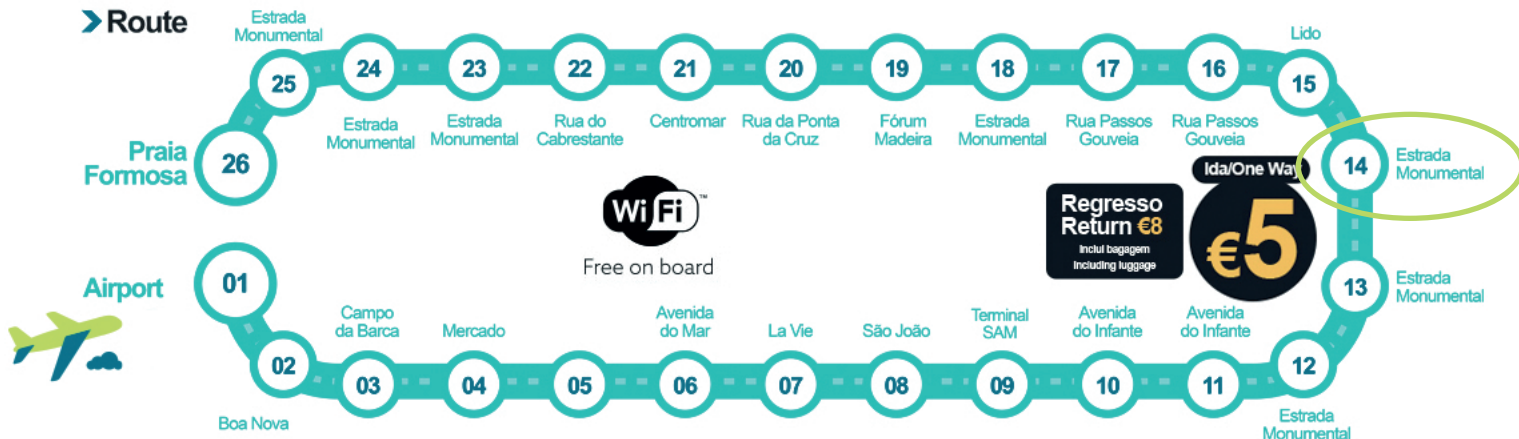 Route
Estrada
Monumental
25
24
Estrada
Monumental
23
Estrada
Monumental
22
Rua do
Cabrestante
21
Centromar
20
Rua da Ponta
da Cruz
19
Fórum
Madeira
18
Estrada
Monumental
17
Rua Passos
Gouveia
16
Rua Passos
Gouveia
Lido
15
Praia
Formosa
26
14
Estrada
Monumental
WiFi™
Free on board
Regresso
Return €8
Inclui bagagem
Including luggage
Ida/One Way
€5
Airport
01
02
Boa Nova
Campo
da Barca
03
Mercado
04
05
Avenida
do Mar
06
La Vie
07
São João
08
Terminal
SAM
09
Avenida
do Infante
10
Avenida
do Infante
11
12
Estrada
Monumental
13
Estrada
Monumental